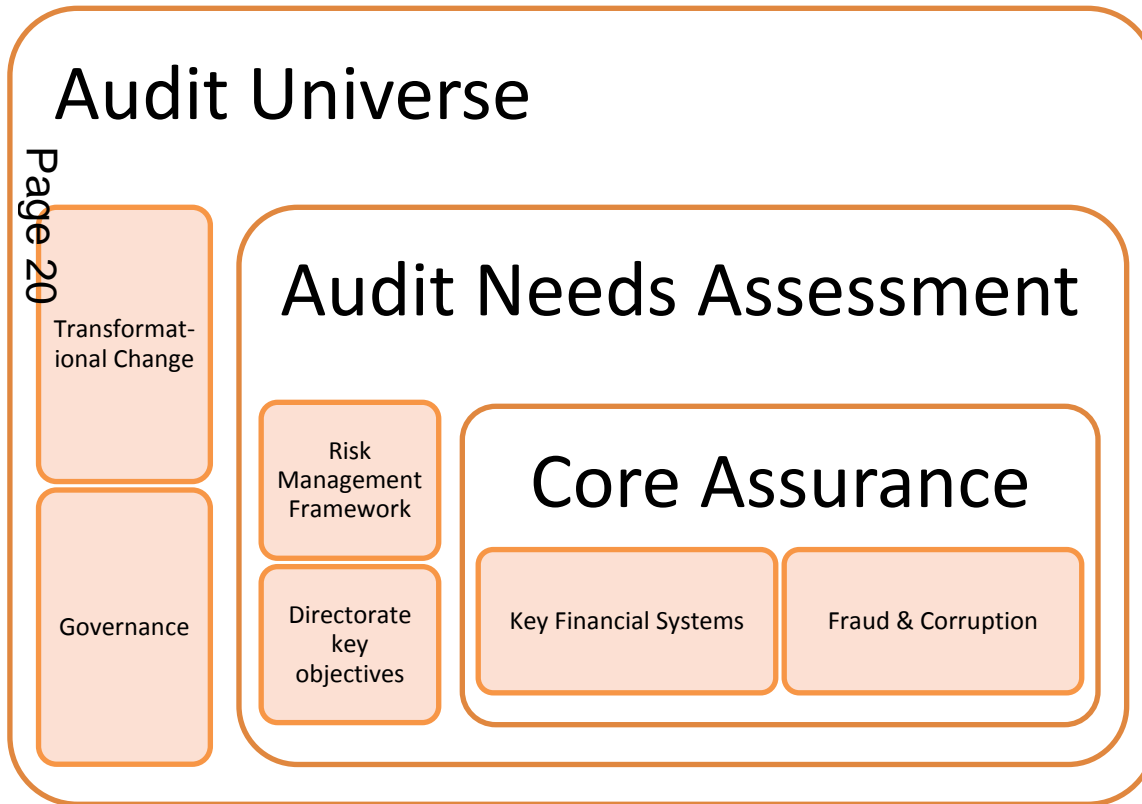 Audit Universe
Page 20
Transformat-
ional Change
Governance
Audit Needs Assessment
Risk
Management
Framework
Directorate
key
objectives
Core Assurance
Key Financial Systems
Fraud & Corruption